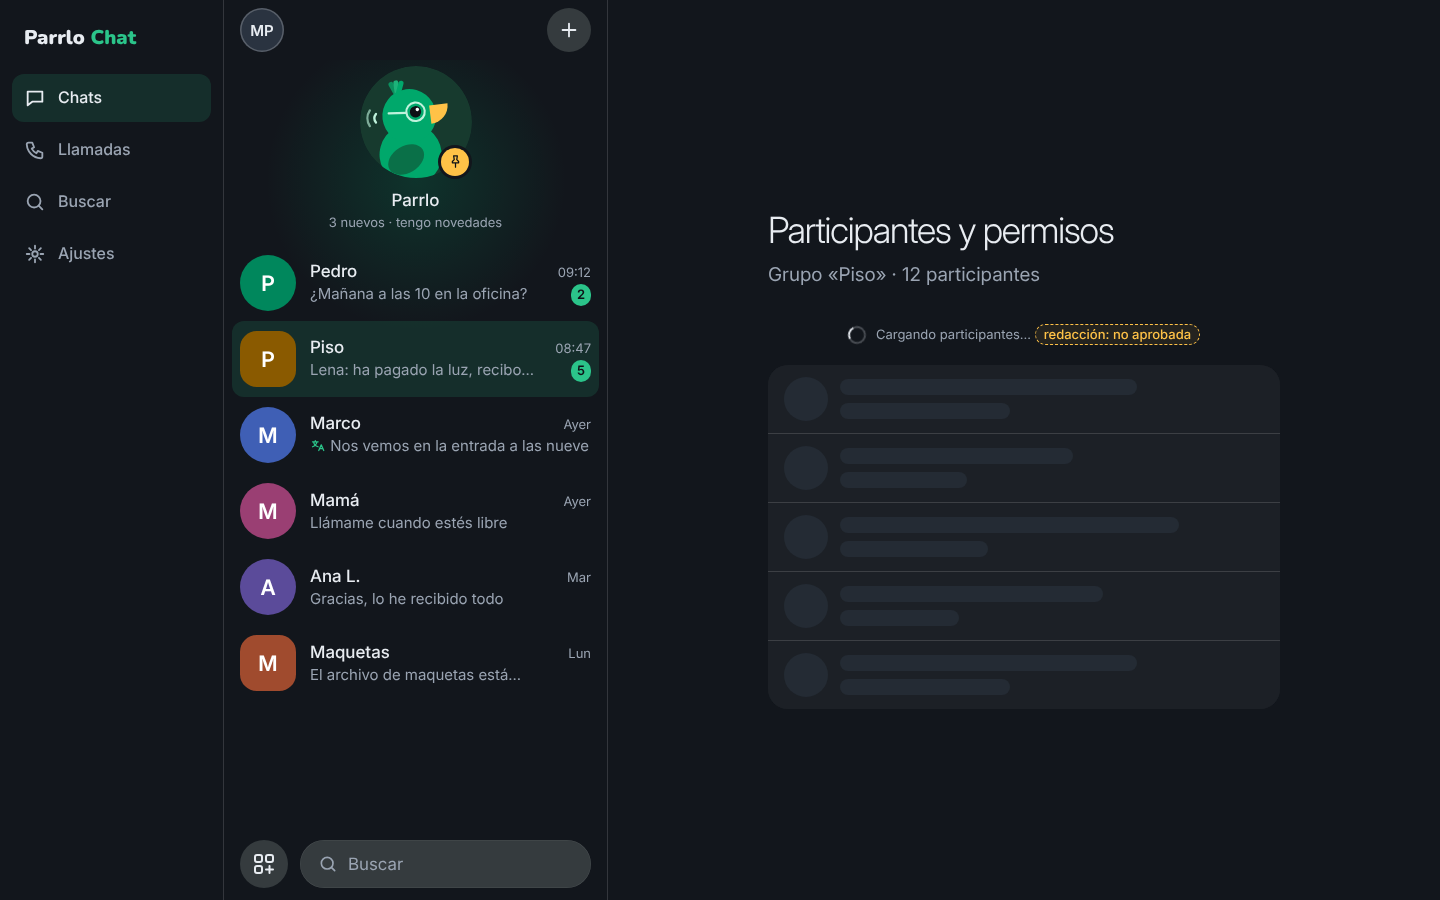 Parrlo Chat
Chats
Llamadas
Buscar
Ajustes
MP
Parrlo
3 nuevos · tengo novedades
P
Pedro
09:12
¿Mañana a las 10 en la oficina?
2
P
Piso
08:47
Lena: ha pagado la luz, recibo...
5
M
Marco
Ayer
Nos vemos en la entrada a las nueve
M
Mamá
Ayer
Llámame cuando estés libre
A
Ana L.
Mar
Gracias, lo he recibido todo
M
Maquetas
Lun
El archivo de maquetas está...
Buscar
Participantes y permisos
Grupo «Piso» · 12 participantes
Cargando participantes... redacción: no aprobada